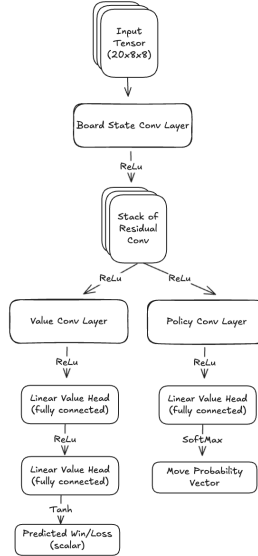 Input
Tensor
(20x8x8)
Board State Conv Layer
ReLu
Stack of
Residual
Conv
ReLu
ReLu
Value Conv Layer
Policy Conv Layer
ReLu
ReLu
Linear Value Head
(fully connected)
Linear Value Head
(fully connected)
ReLu
SoftMax
Linear Value Head
(fully connected)
Move Probability
Vector
Tanh
Predicted Win/Loss
(scalar)